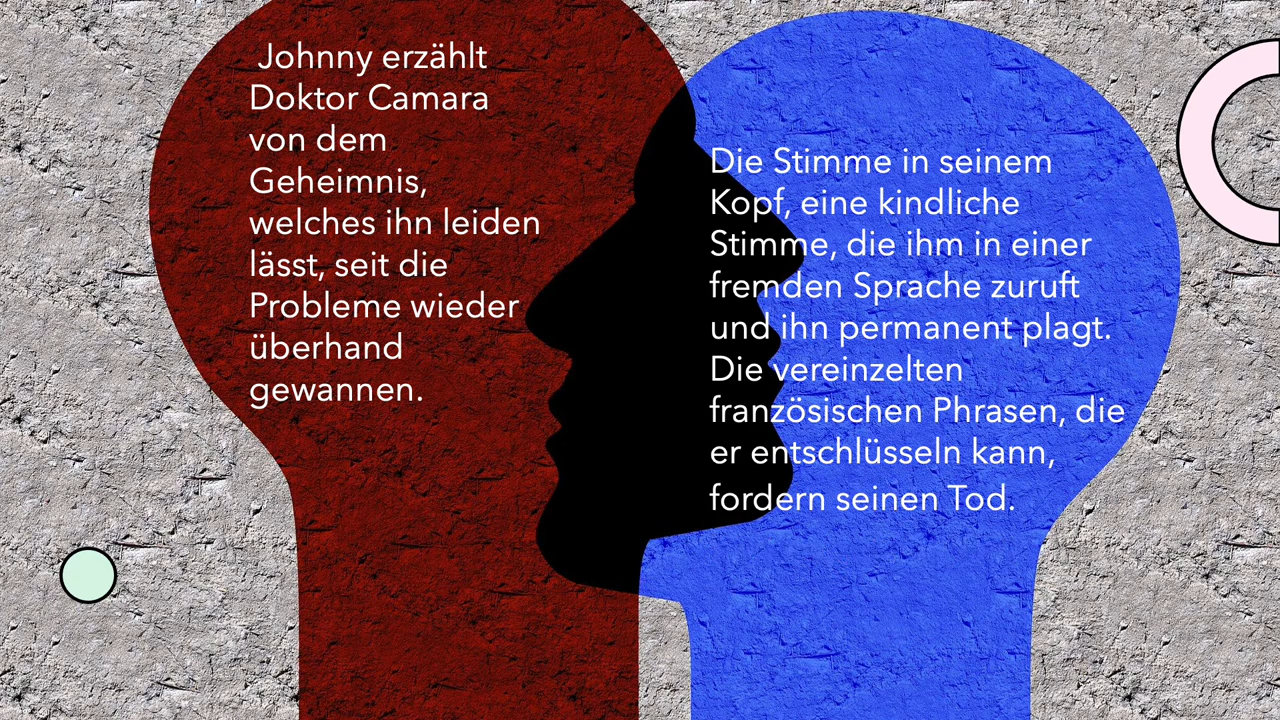 Johnny erzählt
Doktor Camara
von dem
Geheimnis,
welches ihn leiden
lässt, seit die
Probleme wieder
überhand
gewannen.
Die Stimme in seinem
Kopf, eine kindliche
Stimme, die ihm in einer
fremden Sprache zuruft
und ihn permanent plagt.
Die vereinzelten
französischen Phrasen, die
er entschlüsseln kann,
fordern seinen Tod.